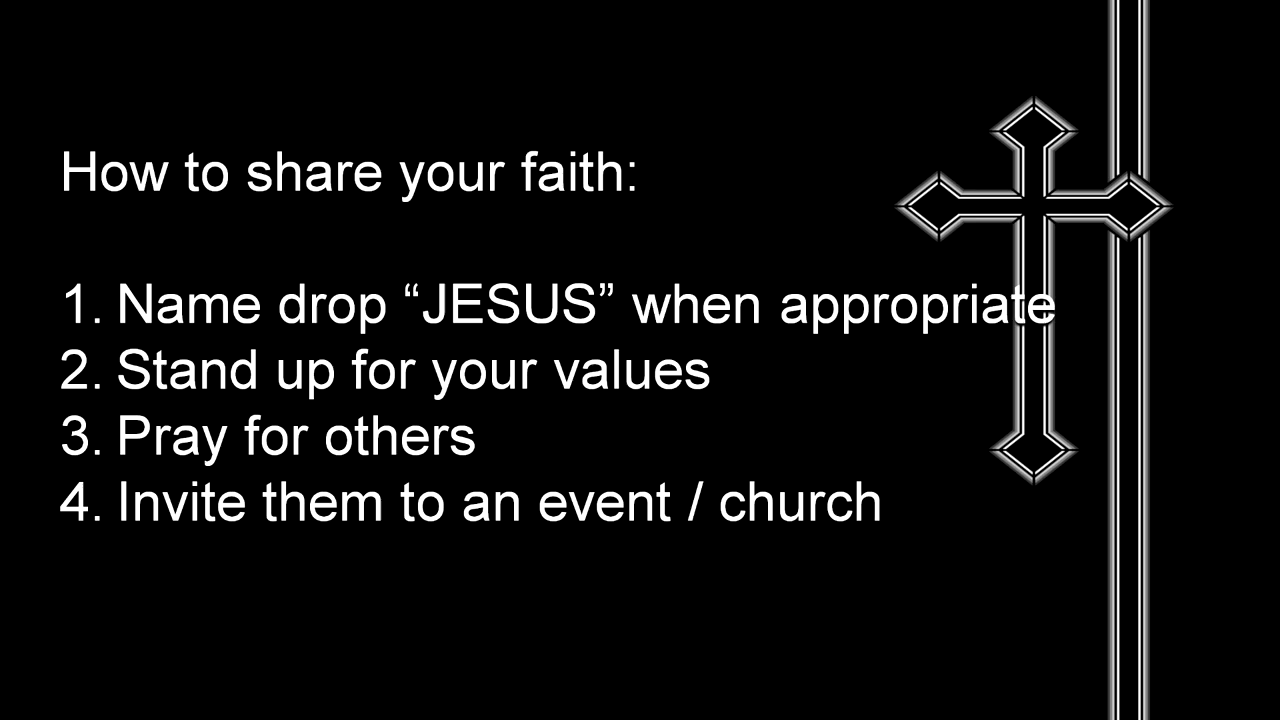 How to share your faith:
1. Name drop “JESUS” when appropriate
2. Stand up for your values
3. Pray for others
4. Invite them to an event / church